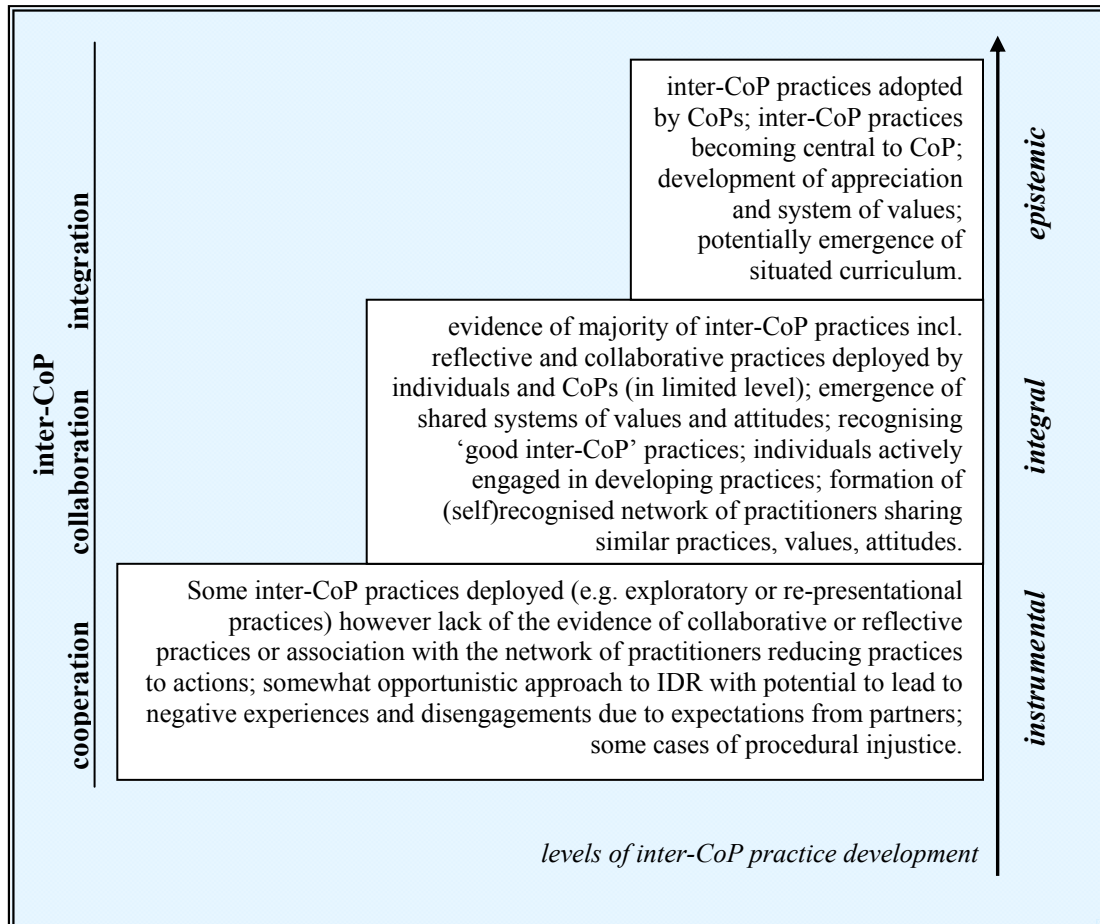 inter-CoP practices adopted
by CoPs; inter-CoP practices
becoming central to CoP;
development of appreciation
and system of values;
potentially emergence of
situated curriculum.
evidence of majority of inter-CoP practices incl.
reflective and collaborative practices deployed by
individuals and CoPs (in limited level); emergence of
shared systems of values and attitudes; recognising
‘good inter-CoP’ practices; individuals actively
engaged in developing practices; formation of
(self)recognised network of practitioners sharing
similar practices, values, attitudes.
Some inter-CoP practices deployed (e.g. exploratory or re-presentational
practices) however lack of the evidence of collaborative or reflective
practices or association with the network of practitioners reducing practices
to actions; somewhat opportunistic approach to IDR with potential to lead to
negative experiences and disengagements due to expectations from partners;
some cases of procedural injustice.
inter-CoP
cooperation
collaboration
integration
instrumental
integral
epistemic
levels of inter-CoP practice development